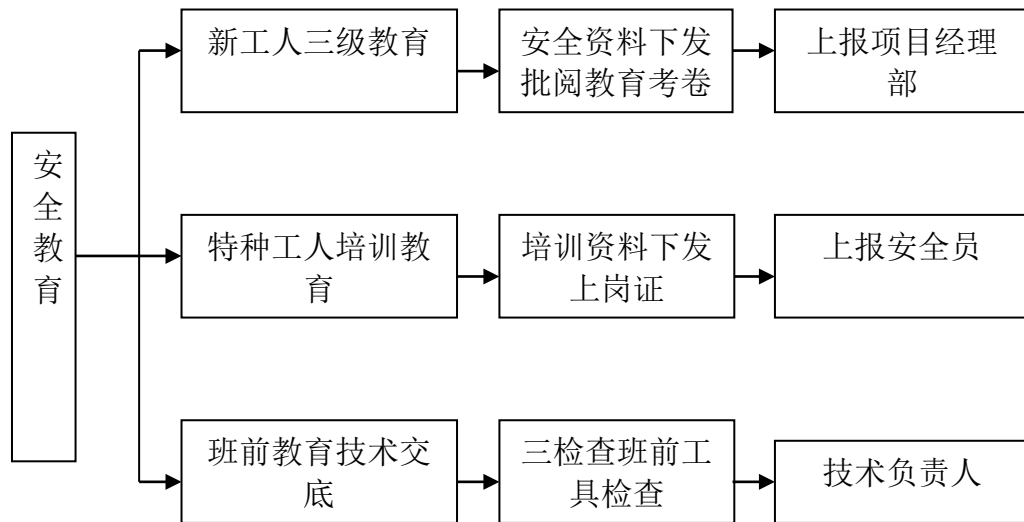 安全教育
新工人三级教育
安全资料下发
批阅教育考卷
上报项目经理
部
特种工人培训教
育
培训资料下发
上岗证
上报安全员
班前教育技术交
底
三检查班前工
具检查
技术负责人